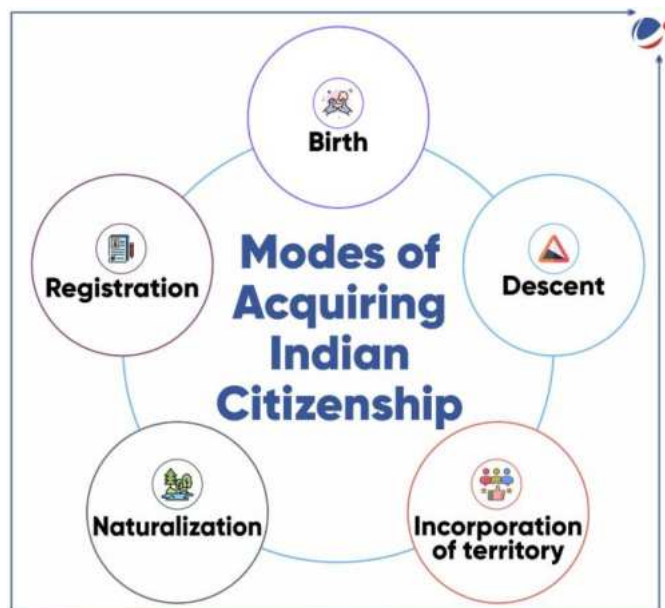 Birth
Registration
Modes of
Acquiring
Indian
Citizenship
Descent
Naturalization
Incorporation
of territory